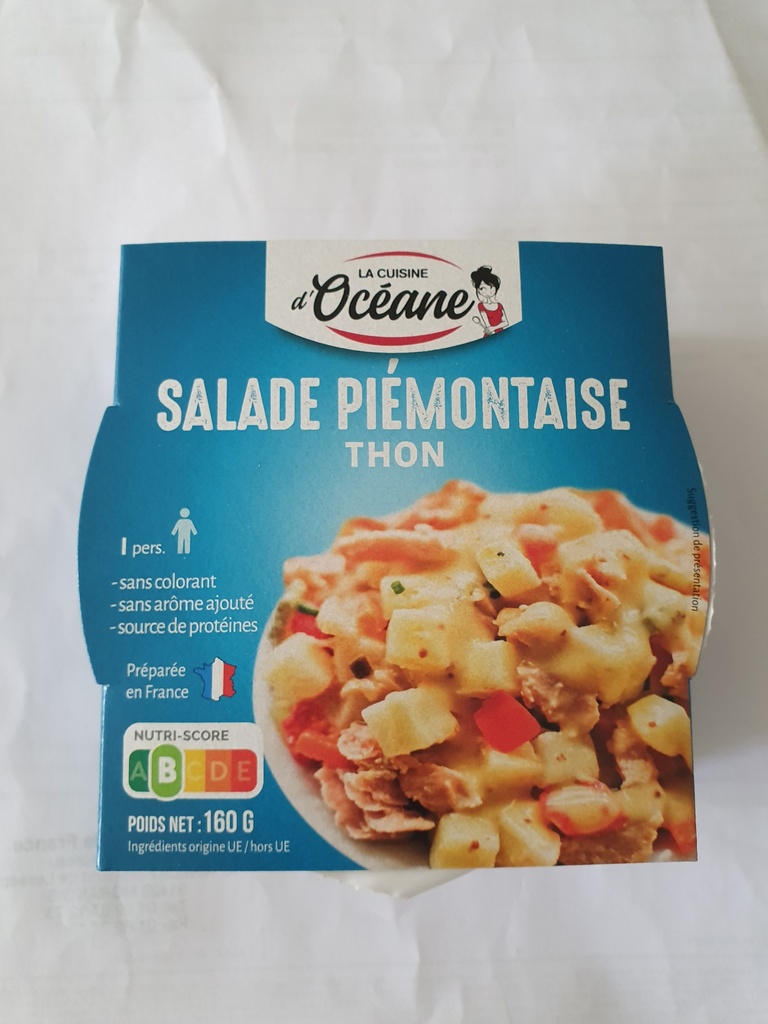 LA CUISINE
d'Océane
SALADE PIÉMONTAISE
THON
1 pers.
-sans colorant
-sans arôme ajouté
-source de protéines
Préparée
en France
NUTRI-SCORE
A B C D E
POIDS NET : 160 G
Ingrédients origine UE / hors UE
Suggestion de présentation